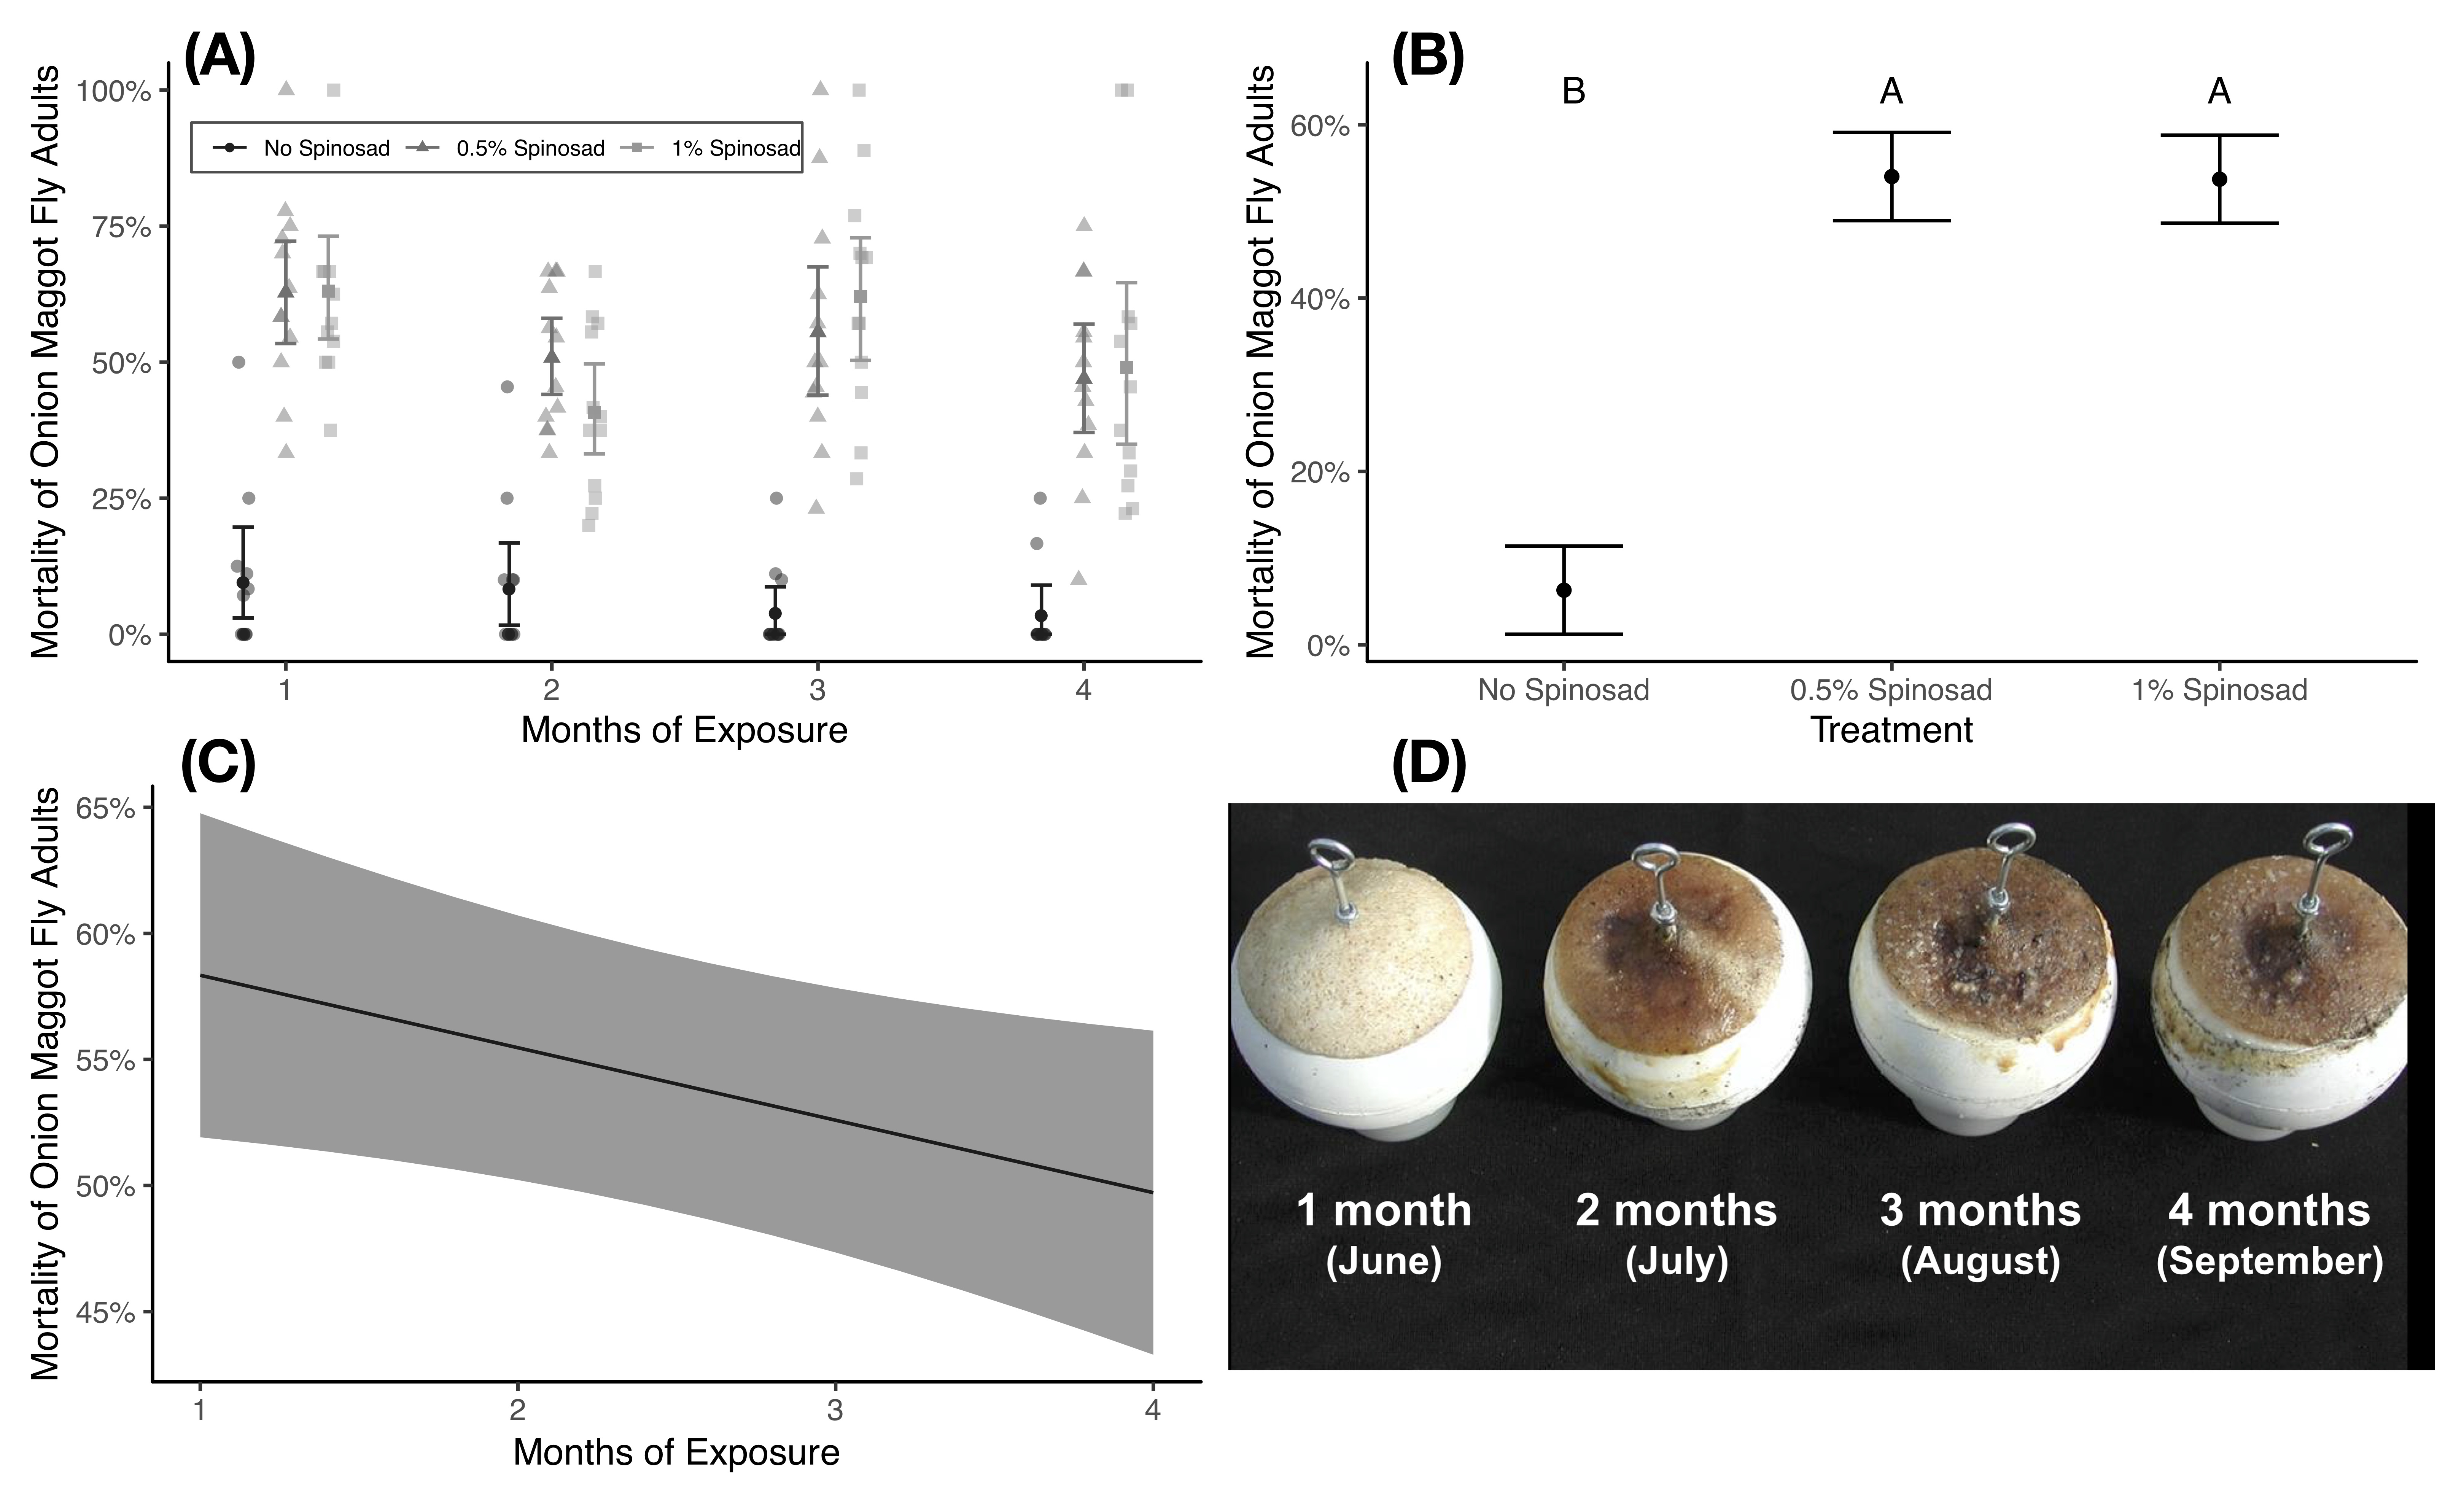 (A)
Mortality of Onion Maggot Fly Adults
100%
75%
50%
25%
0%
No Spinosad 0.5% Spinosad 1% Spinosad
1 2 3 4
Months of Exposure
(B)
Mortality of Onion Maggot Fly Adults
60%
40%
20%
0%
B A A
No Spinosad 0.5% Spinosad 1% Spinosad
Treatment
(C)
Mortality of Onion Maggot Fly Adults
65%
60%
55%
50%
45%
1 2 3 4
Months of Exposure
(D)
1 month 2 months 3 months 4 months
(June) (July) (August) (September)